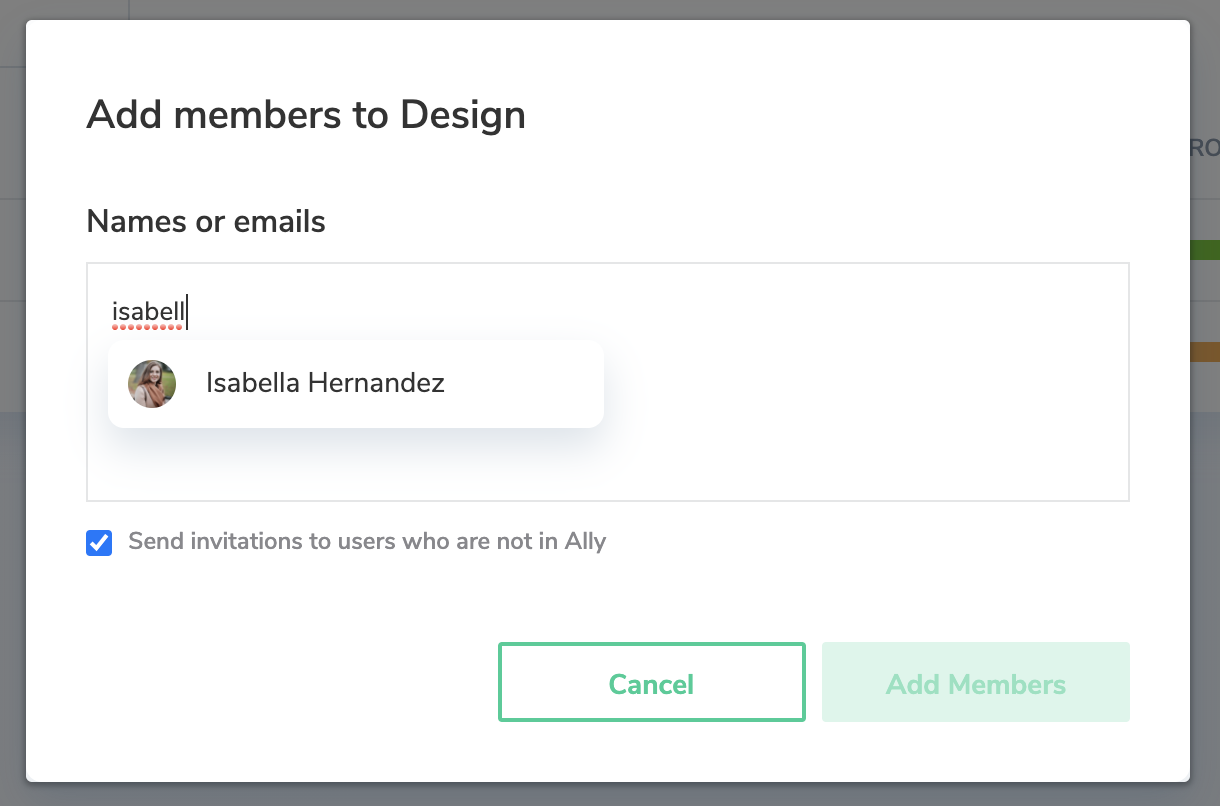 Add members to Design
RO
Names or emails
isabell
Isabella Hernandez
Send invitations to users who are not in Ally
Cancel
Add Members